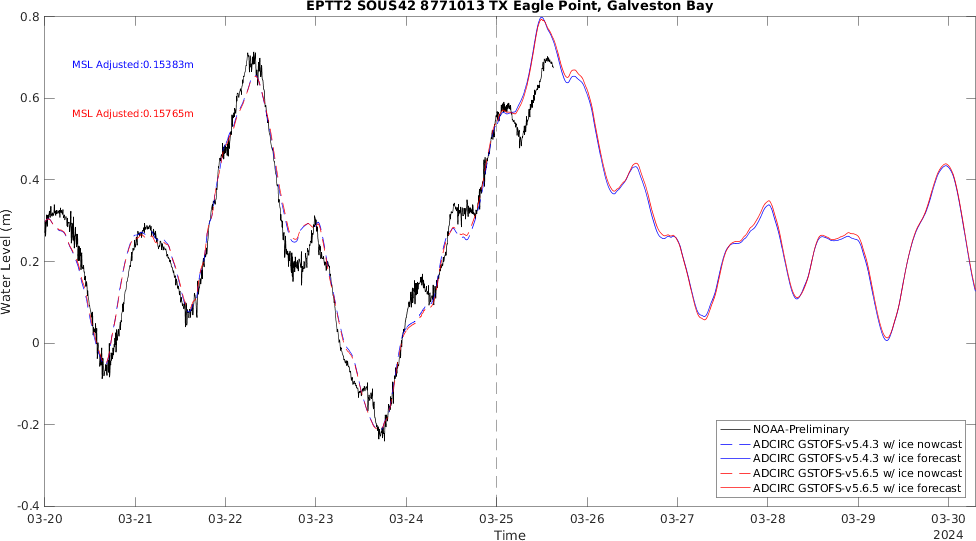 EPTT2 SOUS42 8771013 TX Eagle Point, Galveston Bay
0.8
MSL Adjusted:0.15383m
0.6
MSL Adjusted:0.15765m
0.4
0.2
0
-0.2
-0.4
Water Level (m)
NOAA-Preliminary
ADCIRC GSTOFS-v5.4.3 w/ ice nowcast
ADCIRC GSTOFS-v5.4.3 w/ ice forecast
ADCIRC GSTOFS-v5.6.5 w/ ice nowcast
ADCIRC GSTOFS-v5.6.5 w/ ice forecast
03-20 03-21 03-22 03-23 03-24 03-25 03-26 03-27 03-28 03-29 03-30
Time
2024